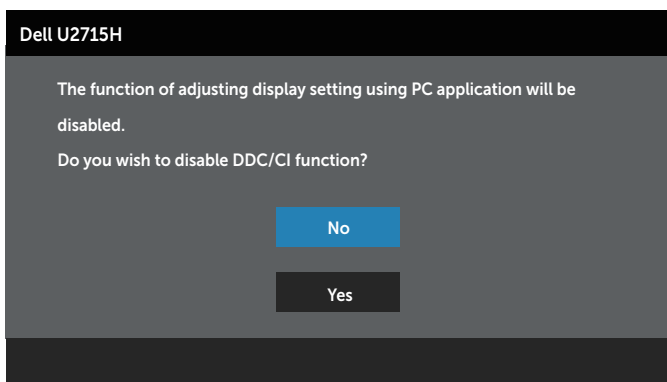 Dell U2715H
The function of adjusting display setting using PC application will be
disabled.
Do you wish to disable DDC/CI function?
No
Yes